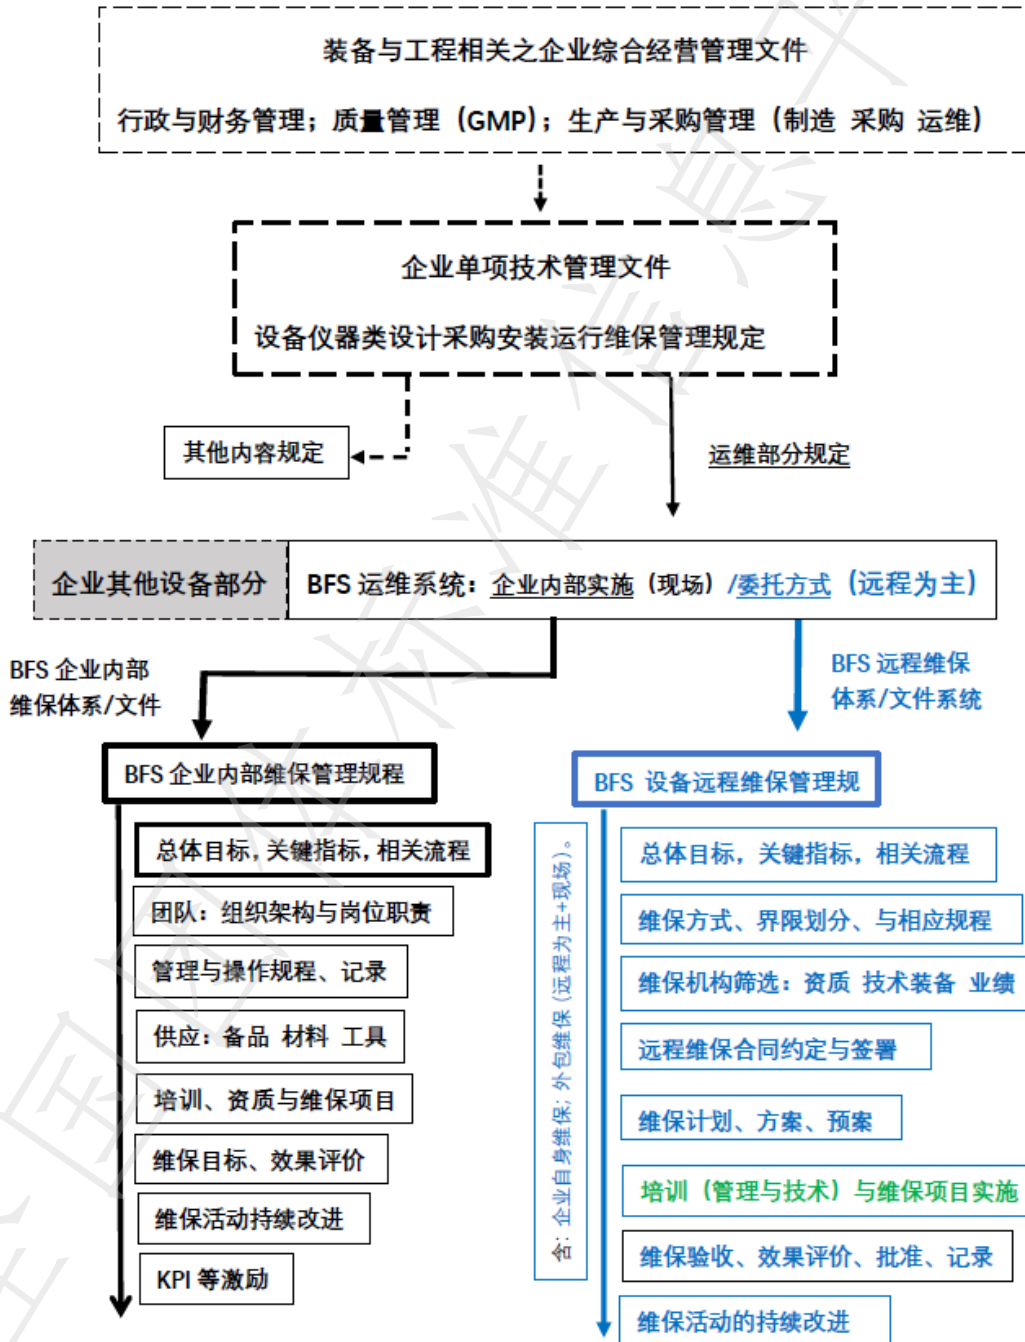 装备与工程相关之企业综合经营管理文件
行政与财务管理；质量管理（GMP）；生产与采购管理（制造 采购 运维）
企业单项技术管理文件
设备仪器类设计采购安装运行维保管理规定
其他内容规定
运维部分规定
企业其他设备部分
BFS 运维系统：企业内部实施（现场）/委托方式（远程为主）
BFS 企业内部
维保体系/文件
BFS 远程维保
体系/文件系统
BFS 企业内部维保管理规程
总体目标，关键指标，相关流程
团队：组织架构与岗位职责
管理与操作规程、记录
供应：备品 材料 工具
培训、资质与维保项目
维保目标、效果评价
维保活动持续改进
KPI 等激励
BFS 设备远程维保管理规
含：企业自身维保；外包维保（远程为主+现场）。
总体目标，关键指标，相关流程
维保方式、界限划分、与相应规程
维保机构筛选：资质 技术装备 业绩
远程维保合同约定与签署
维保计划、方案、预案
培训（管理与技术）与维保项目实施
维保验收、效果评价、批准、记录
维保活动的持续改进
全国团体标准信息平